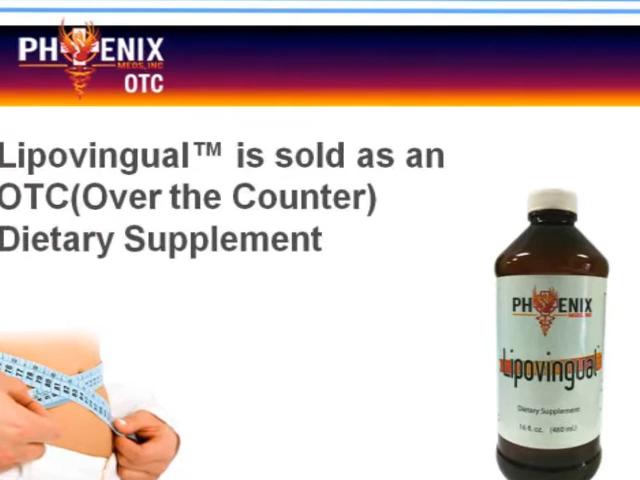 PHOENIX
MEDS, INC
OTC
Lipovingual™ is sold as an
OTC(Over the Counter)
Dietary Supplement
PHOENIX
MEDS, INC
Lipovingual
Dietary Supplement
16 fl. oz. (480 mL)